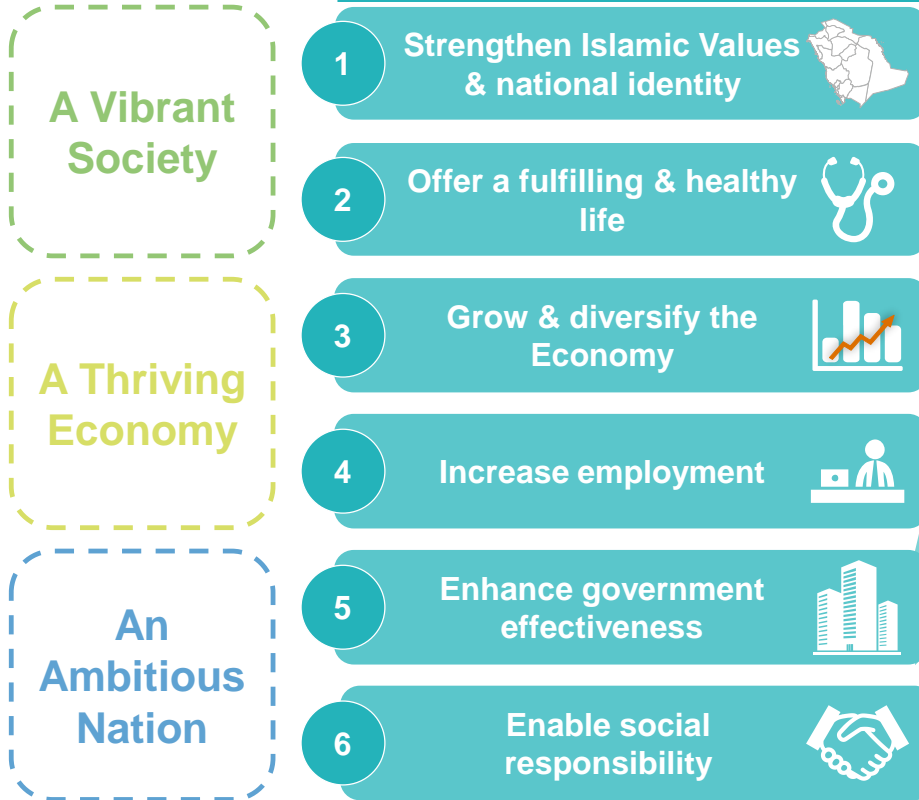 A Vibrant
Society
1
Strengthen Islamic Values
& national identity
2
Offer a fulfilling & healthy
life
A Thriving
Economy
3
Grow & diversify the
Economy
4
Increase employment
An
Ambitious
Nation
5
Enhance government
effectiveness
6
Enable social
responsibility